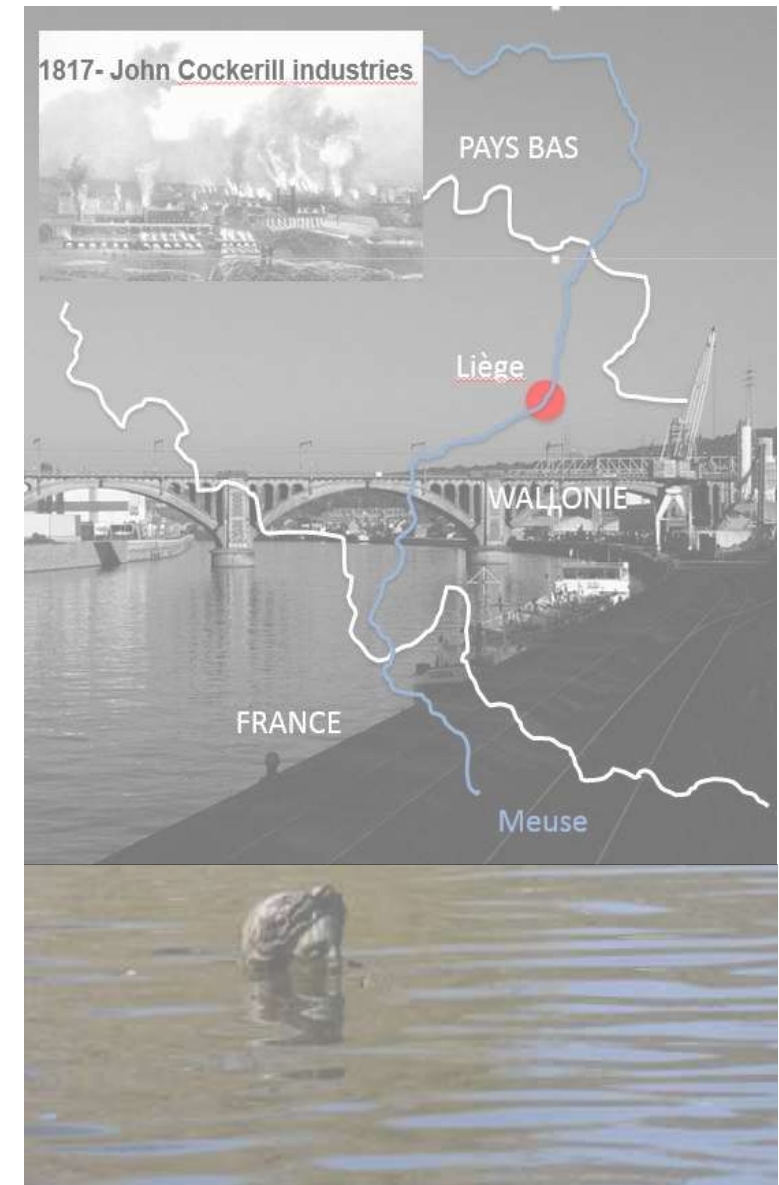 1817- John Cockerill industries
PAYS BAS
Liège
WALLONIE
FRANCE
Meuse